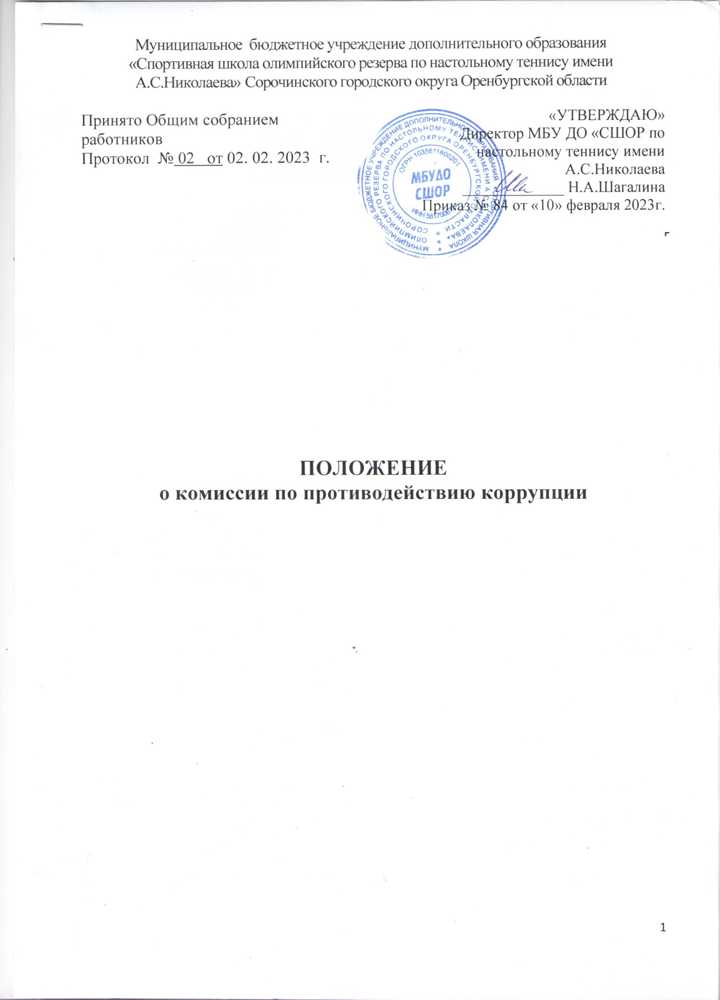 Муниципальное бюджетное учреждение дополнительного образования
«Спортивная школа олимпийского резерва по настольному теннису имени
А.С.Николаева» Сорочинского городского округа Оренбургской области
Принято Общим собранием
работников
Протокол № 02 от 02. 02. 2023 г.
«УТВЕРЖДАЮ»
Директор МБУ ДО «СШОР по
настольному теннису имени
А.С.Николаева
Н.А.Шагалина
Приказ № 84 от «10» февраля 2023г.
г
МУНИЦИПАЛЬНОЕ БЮДЖЕТНОЕ УЧРЕЖДЕНИЕ ДОПОЛНИТЕЛЬНОГО ОБРАЗОВАНИЯ «СПОРТИВНАЯ ШКОЛА
ОЛИМПИЙСКОГО РЕЗЕРВА ПО НАСТОЛЬНОМУ ТЕННИСУ ИМЕНИ А.С.НИКОЛАЕВА»
СОРОЧИНСКОГО ГОРОДСКОГО ОКРУГА ОРЕНБУРГСКОЙ ОБЛАСТИ
ОГРН 1035611800201
МБУДО
СШОР
ИНН
ПОЛОЖЕНИЕ
о комиссии по противодействию коррупции
1